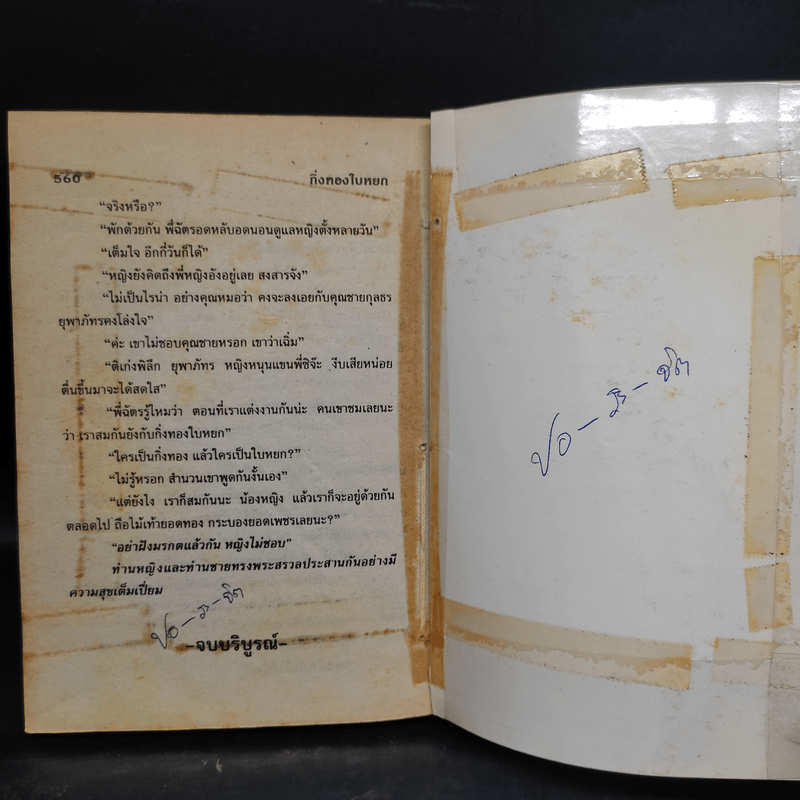 560 กิ่งทองใบหยก
“จริงหรือ?”
“พักด้วยกัน พี่ฉัตรอดหลับอดนอนดูแลหญิงตั้งหลายวัน”
“เต็มใจ อีกกี่วันก็ได้”
“หญิงยังคิดถึงพี่หญิงอังอยู่เลย สงสารจัง”
“ไม่เป็นไรน่า อย่างคุณหมอว่า คงจะลงเอยกับคุณชายกุลธร
ยุพาภัทรคงโล่งใจ”
“ค่ะ เขาไม่ชอบคุณชายหรอก เขาว่าเฉิ่ม”
“ติเก่งพิลึก ยุพาภัทร หญิงหนุนแขนพี่ซิจ๊ะ งีบเสียหน่อย
ตื่นขึ้นมาจะได้สดใส”
“พี่ฉัตรรู้ไหมว่า ตอนที่เราแต่งงานกันน่ะ คนเขาชมเลยนะ
ว่า เราสมกันยังกับกิ่งทองใบหยก”
“ใครเป็นกิ่งทอง แล้วใครเป็นใบหยก?”
“ไม่รู้หรอก สำนวนเขาพูดกันงั้นเอง”
“แต่ยังไง เราก็สมกันนะ น้องหญิง แล้วเราก็จะอยู่ด้วยกัน
ตลอดไป ถือไม้เท้ายอดทอง กระบองยอดเพชรเลยนะ?”
“อย่าฝังมรกตแล้วกัน หญิงไม่ชอบ”
ท่านหญิงและท่านชายทรงพระสรวลประสานกันอย่างมี
ความสุขเต็มเปี่ยม
–จบบริบูรณ์–